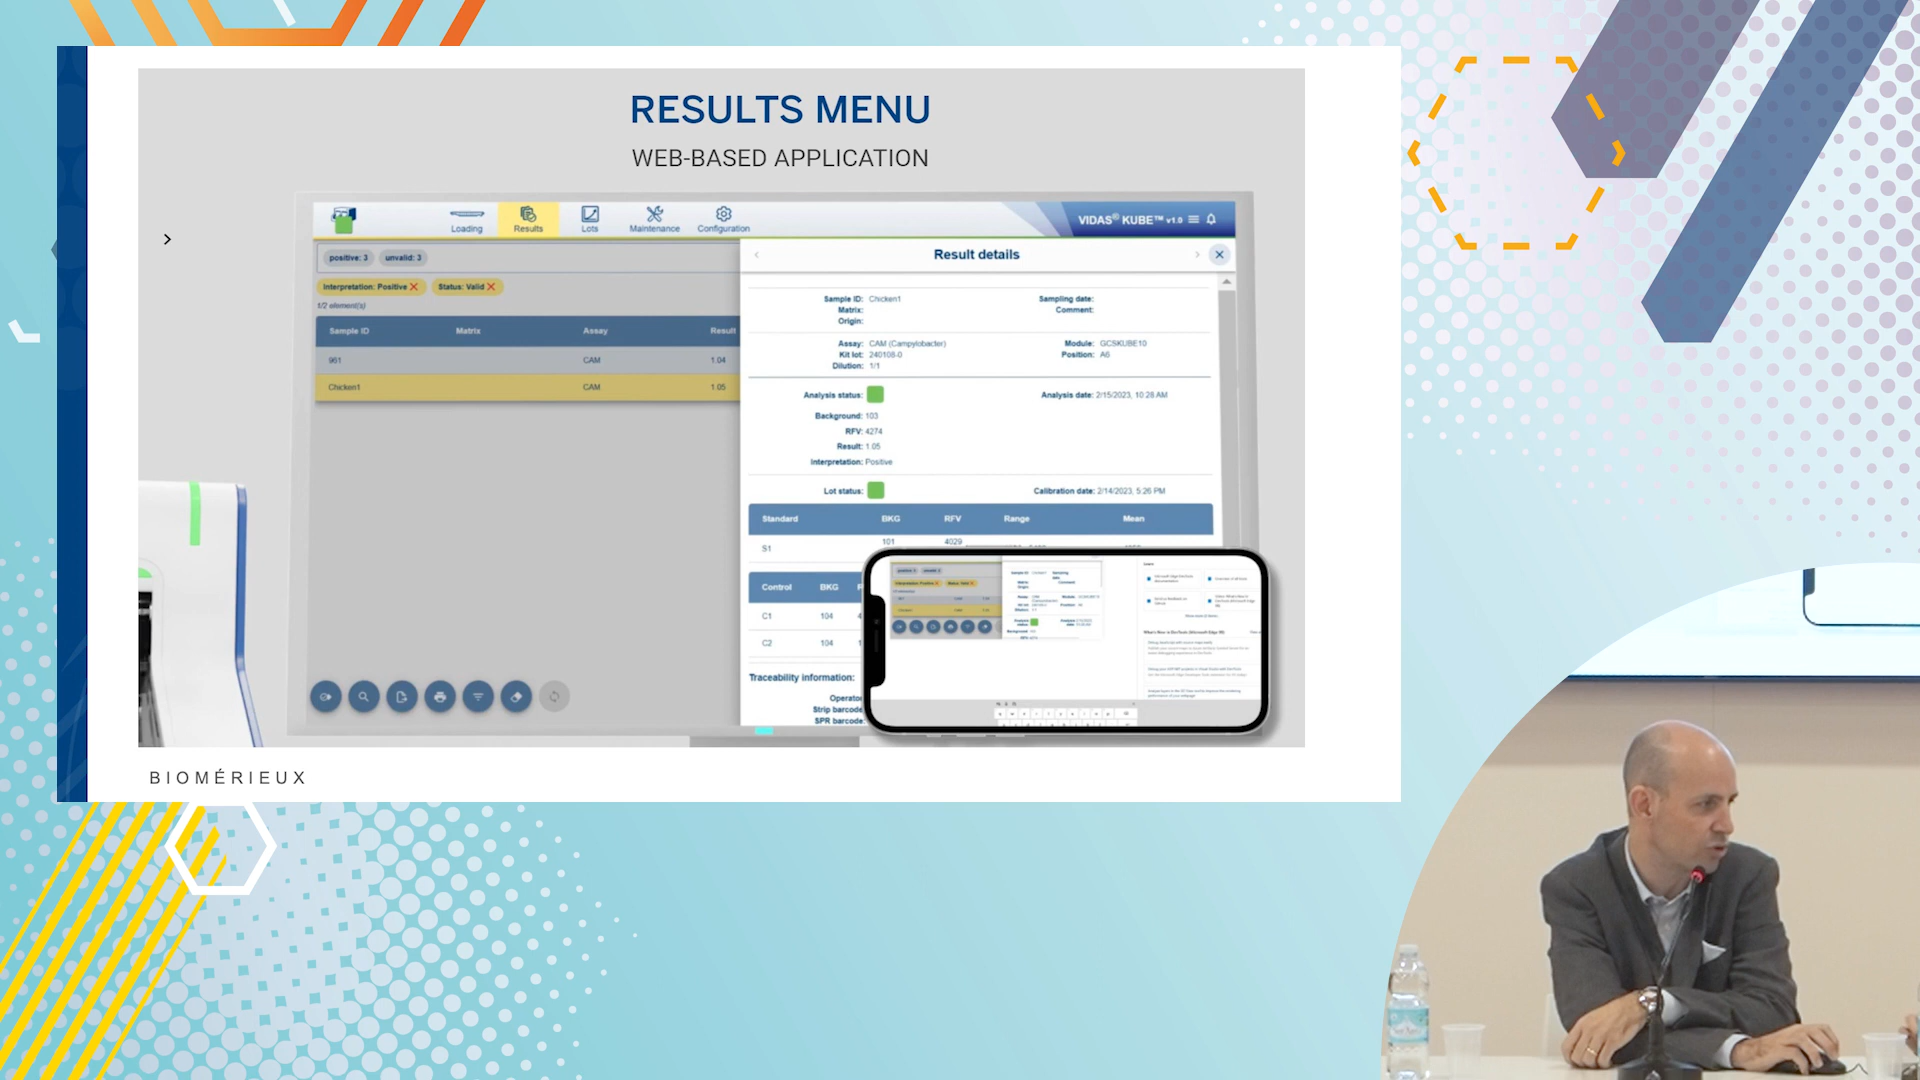 RESULTS MENU
WEB-BASED APPLICATION
Loading
Results
Lots
Maintenance
Configuration
VIDAS® KUBE™ v1.0
positive: 3
unvalid: 3
Interpretation: Positive
Status: Valid
1/2 element(s)
Sample ID Matrix Assay Result
961 CAM 1.04
Chicken1 CAM 1.05
Result details
Sample ID: Chicken1 Sampling date:
Matrix: Comment:
Origin:
Assay: CAM (Campylobacter) Module: GCSKUBE10
Kit lot: 240108-0 Position: A6
Dilution: 1/1
Analysis status: Analysis date: 2/15/2023, 10:28 AM
Background: 103
RFV: 4274
Result: 1.05
Interpretation: Positive
Lot status: Calibration date: 2/14/2023, 5:26 PM
Standard BKG RFV Range Mean
S1 101 4029
Control BKG
C1 104
C2 104
Traceability information:
Operator
Strip barcode
SPR barcode:
BIOMÉRIEUX